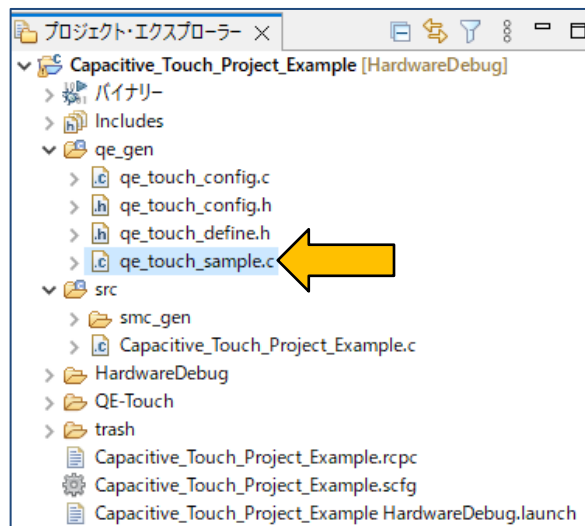 プロジェクト・エクスプローラー
Capacitive_Touch_Project_Example [HardwareDebug]
バイナリー
Includes
qe_gen
qe_touch_config.c
qe_touch_config.h
qe_touch_define.h
qe_touch_sample.c
src
smc_gen
Capacitive_Touch_Project_Example.c
HardwareDebug
QE-Touch
trash
Capacitive_Touch_Project_Example.rcpc
Capacitive_Touch_Project_Example.scfg
Capacitive_Touch_Project_Example HardwareDebug.launch